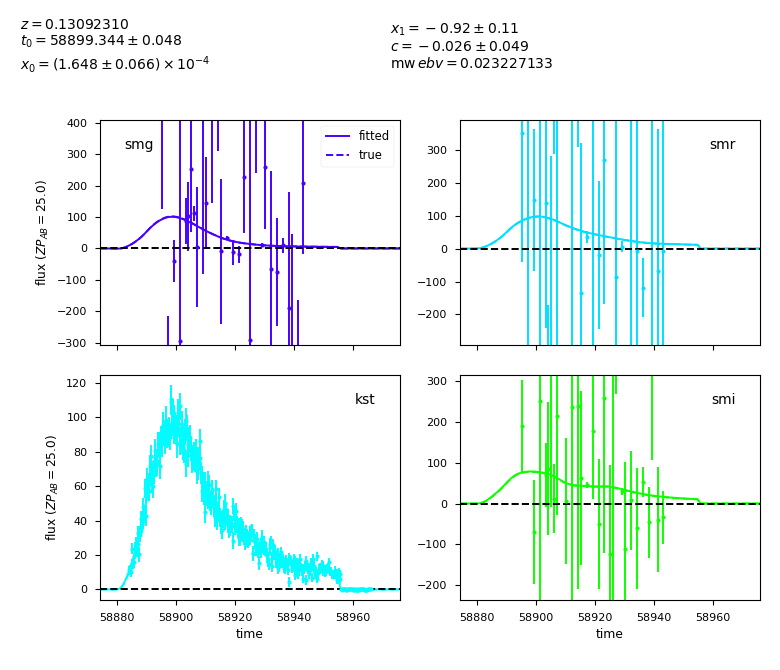 z = 0.13092310
t₀ = 58899.344 ± 0.048
x₀ = (1.648 ± 0.066) × 10⁻⁴
x₁ = −0.92 ± 0.11
c = −0.026 ± 0.049
mw ebv = 0.023227133
smg
fitted
true
400
300
200
100
0
−100
−200
−300
flux (ZP_AB = 25.0)
smr
300
200
100
0
−100
−200
kst
120
100
80
60
40
20
0
flux (ZP_AB = 25.0)
58880 58900 58920 58940 58960
time
smi
300
200
100
0
−100
−200
58880 58900 58920 58940 58960
time